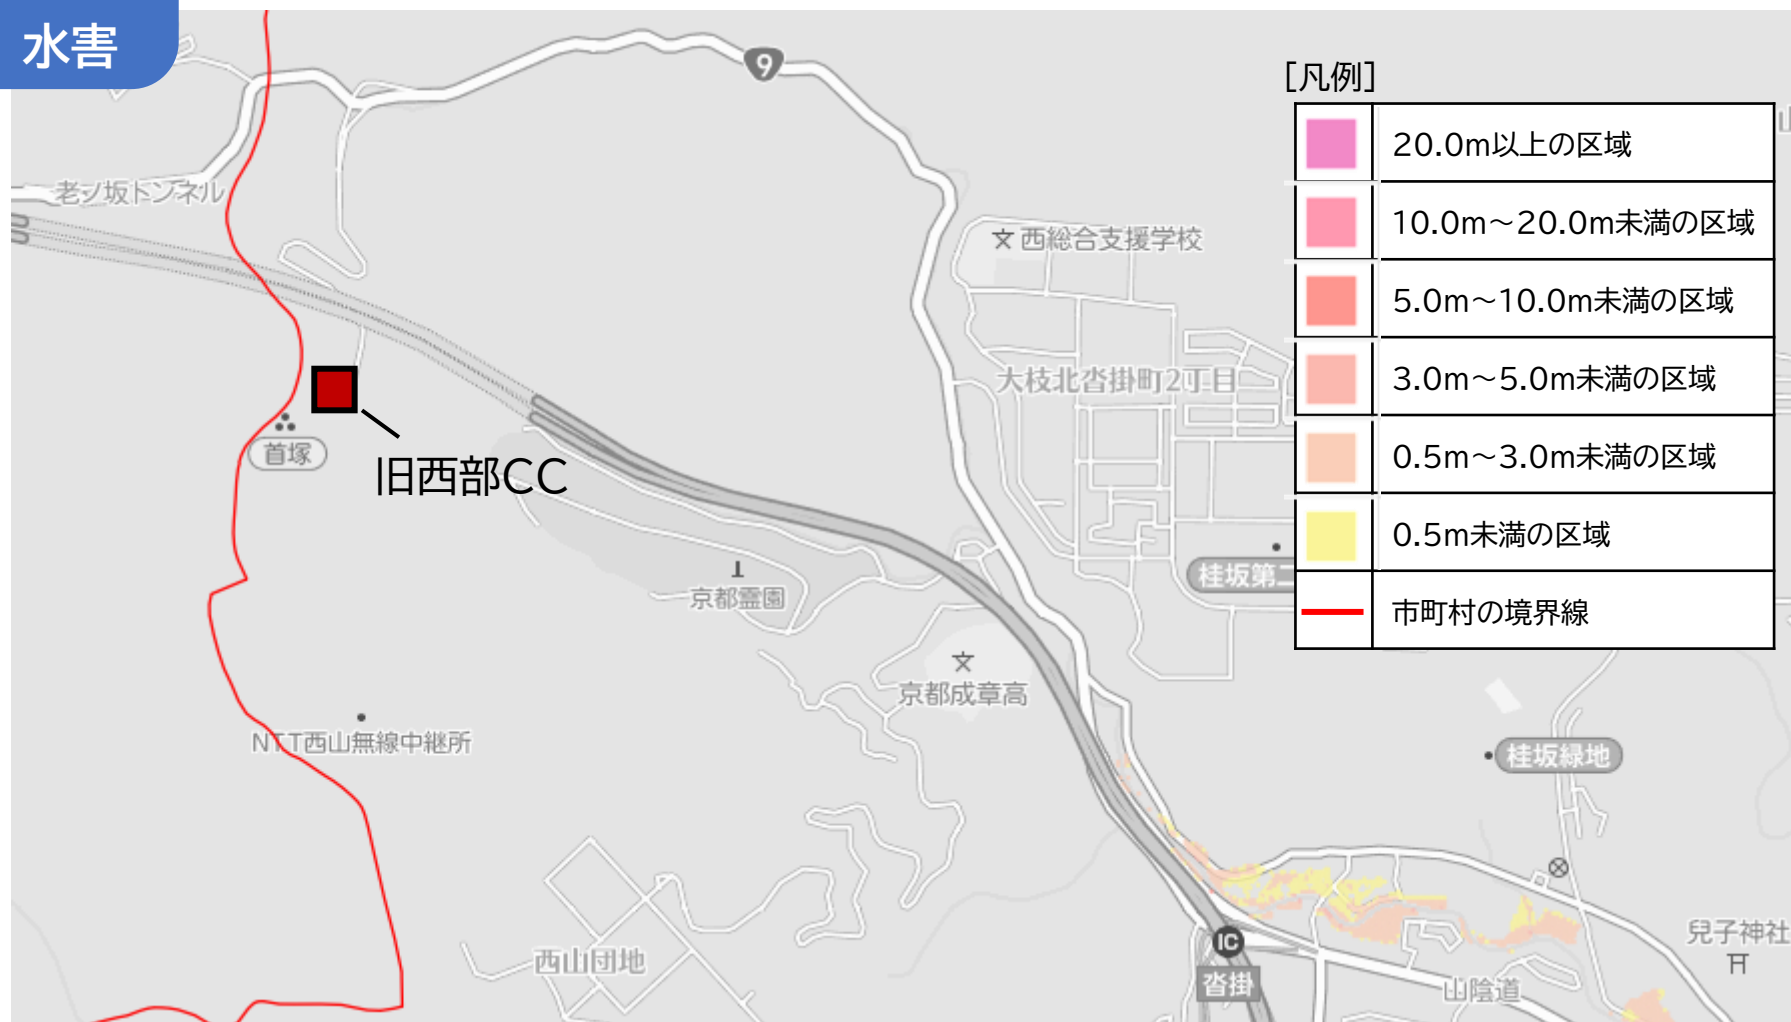 水害
9
[凡例]
20.0m以上の区域
10.0m～20.0m未満の区域
5.0m～10.0m未満の区域
3.0m～5.0m未満の区域
0.5m～3.0m未満の区域
0.5m未満の区域
市町村の境界線
老ノ坂トンネル
西総合支援学校
大枝北沓掛町2丁目
首塚
旧西部CC
桂坂第二
京都霊園
京都成章高
NTT西山無線中継所
桂坂緑地
兒子神社
IC
沓掛
西山団地
山陰道